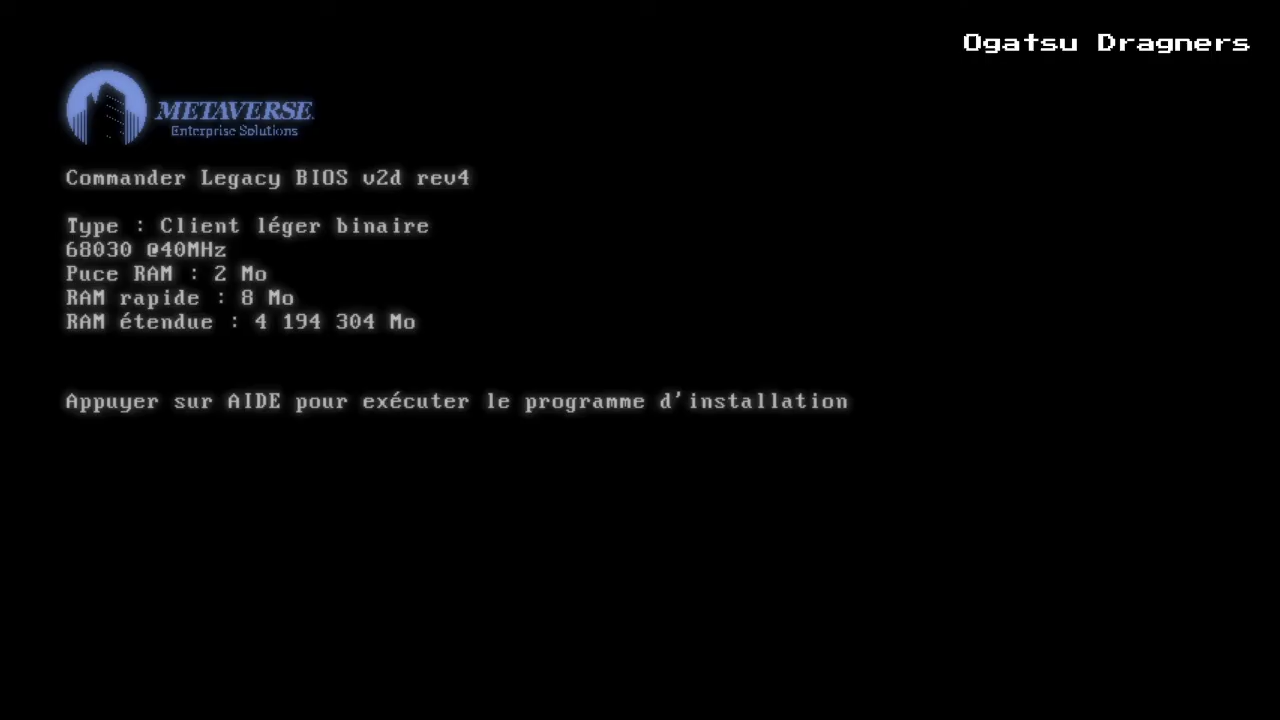 Ogatsu Dragners
METAVERSE
Enterprise Solutions
Commander Legacy BIOS v2d rev4
Type : Client léger binaire
68030 @40MHz
Puce RAM : 2 Mo
RAM rapide : 8 Mo
RAM étendue : 4 194 304 Mo
Appuyer sur AIDE pour exécuter le programme d'installation